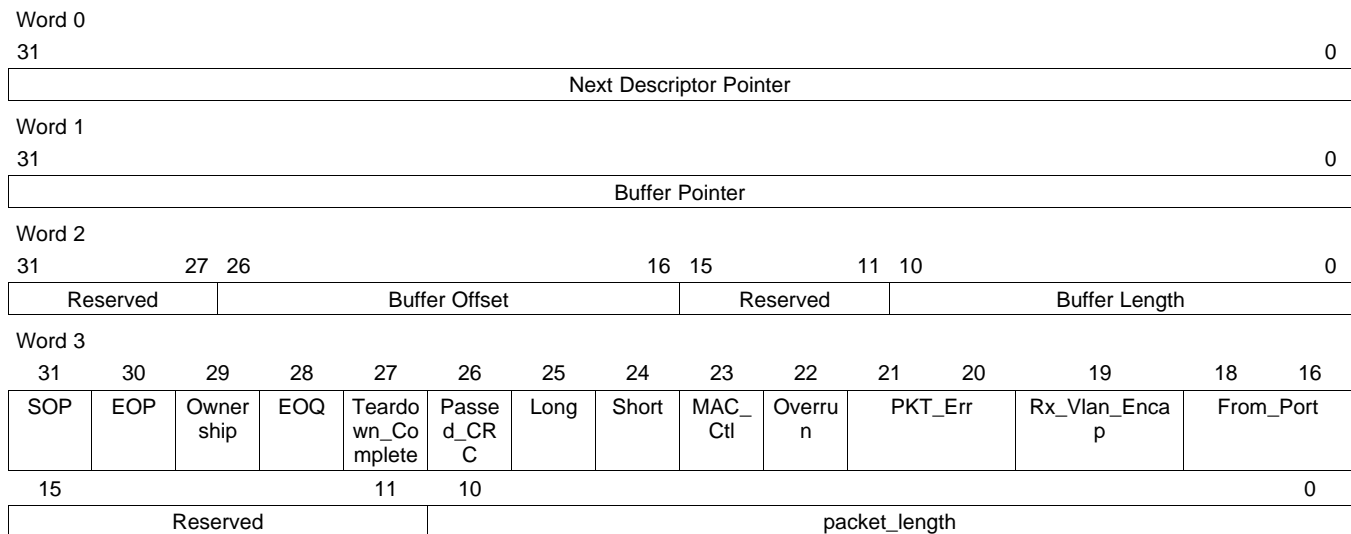 Word 0
31 0
Next Descriptor Pointer
Word 1
31 0
Buffer Pointer
Word 2
31 27 26 16 15 11 10 0
Reserved Buffer Offset Reserved Buffer Length
Word 3
31 30 29 28 27 26 25 24 23 22 21 20 19 18 16
SOP EOP Owner EOQ Teardo Passe Long Short MAC_ Overru PKT_Err Rx_Vlan_Enca From_Port
ship wn_Co d_CR Ctl n p
mplete C
15 11 10 0
Reserved packet_length